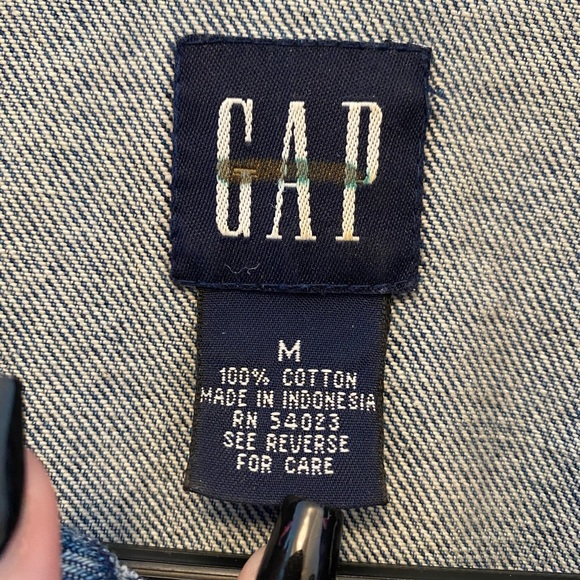 GAP
M
100% COTTON
MADE IN INDONESIA
RN 54023
SEE REVERSE
FOR CARE